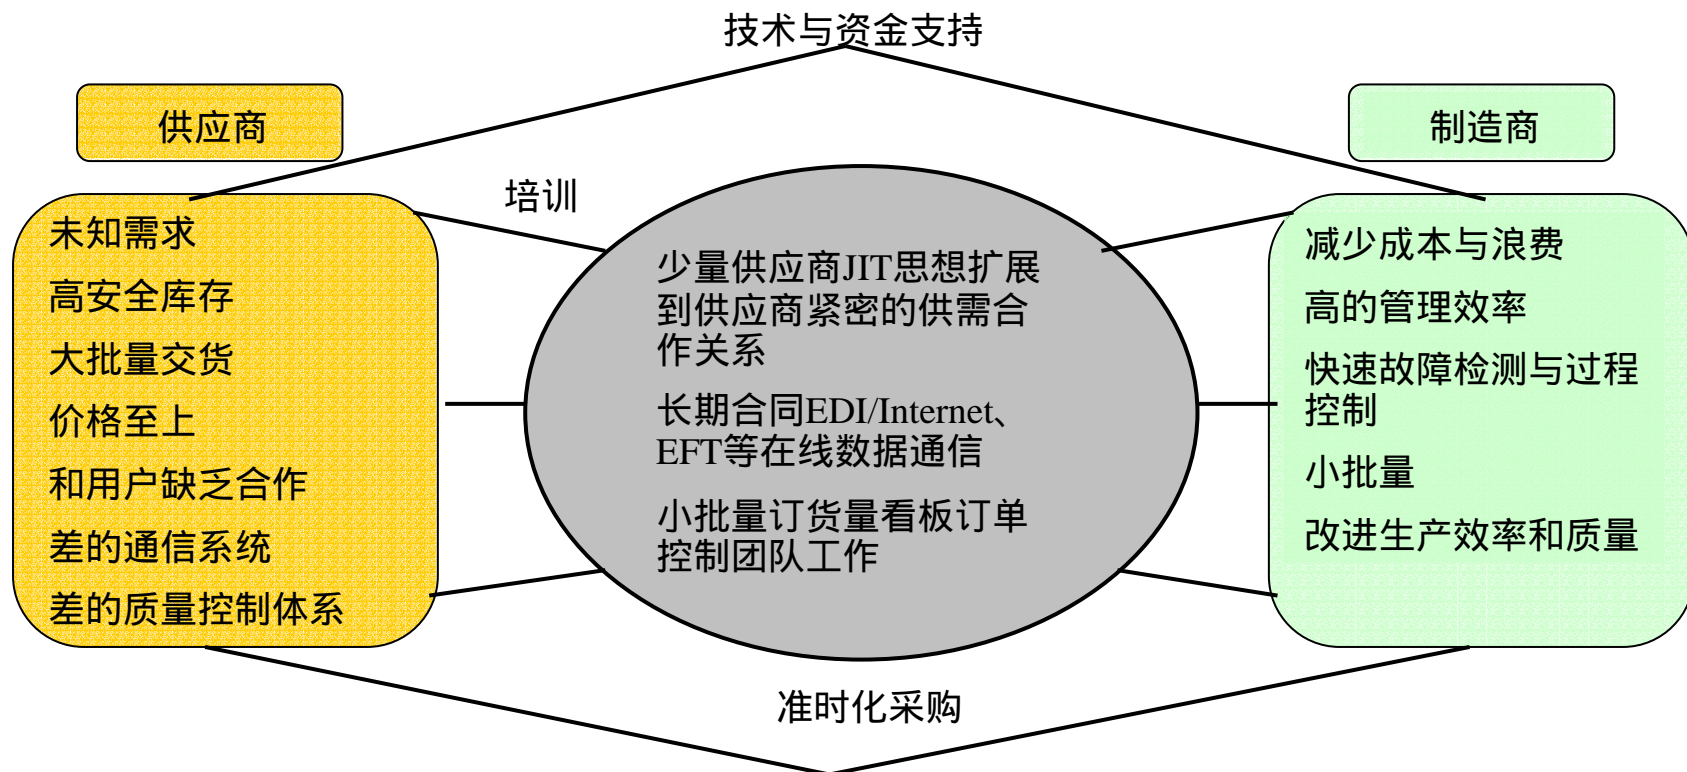 技术与资金支持
供应商
制造商
培训
未知需求
高安全库存
大批量交货
价格至上
和用户缺乏合作
差的通信系统
差的质量控制体系
少量供应商JIT思想扩展
到供应商紧密的供需合
作关系
长期合同EDI/Internet、
EFT等在线数据通信
小批量订货量看板订单
控制团队工作
减少成本与浪费
高的管理效率
快速故障检测与过程
控制
小批量
改进生产效率和质量
准时化采购